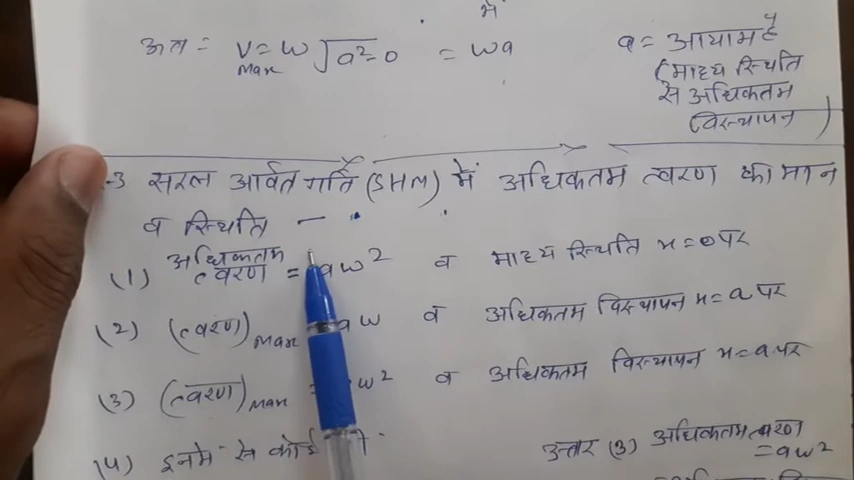 में
अतः = V = ω √a²=0 = ωa
Max
a = आयाम है
(माध्य स्थिति
से अधिकतम
विस्थापन )
-3 सरल आर्वत गति (SHM) में अधिकतम त्वरण का मान
व स्थिति —
(1) अधिकतम त्वरण = aω² व माध्य स्थिति x=0 पर
(2) (त्वरण)Max aω व अधिकतम विस्थापन x=a पर
(3) (त्वरण)Max = ω² व अधिकतम विस्थापन x=a पर
(4) इनमे से कोई
उत्तर (3) अधिकतम त्वरण
= aω²